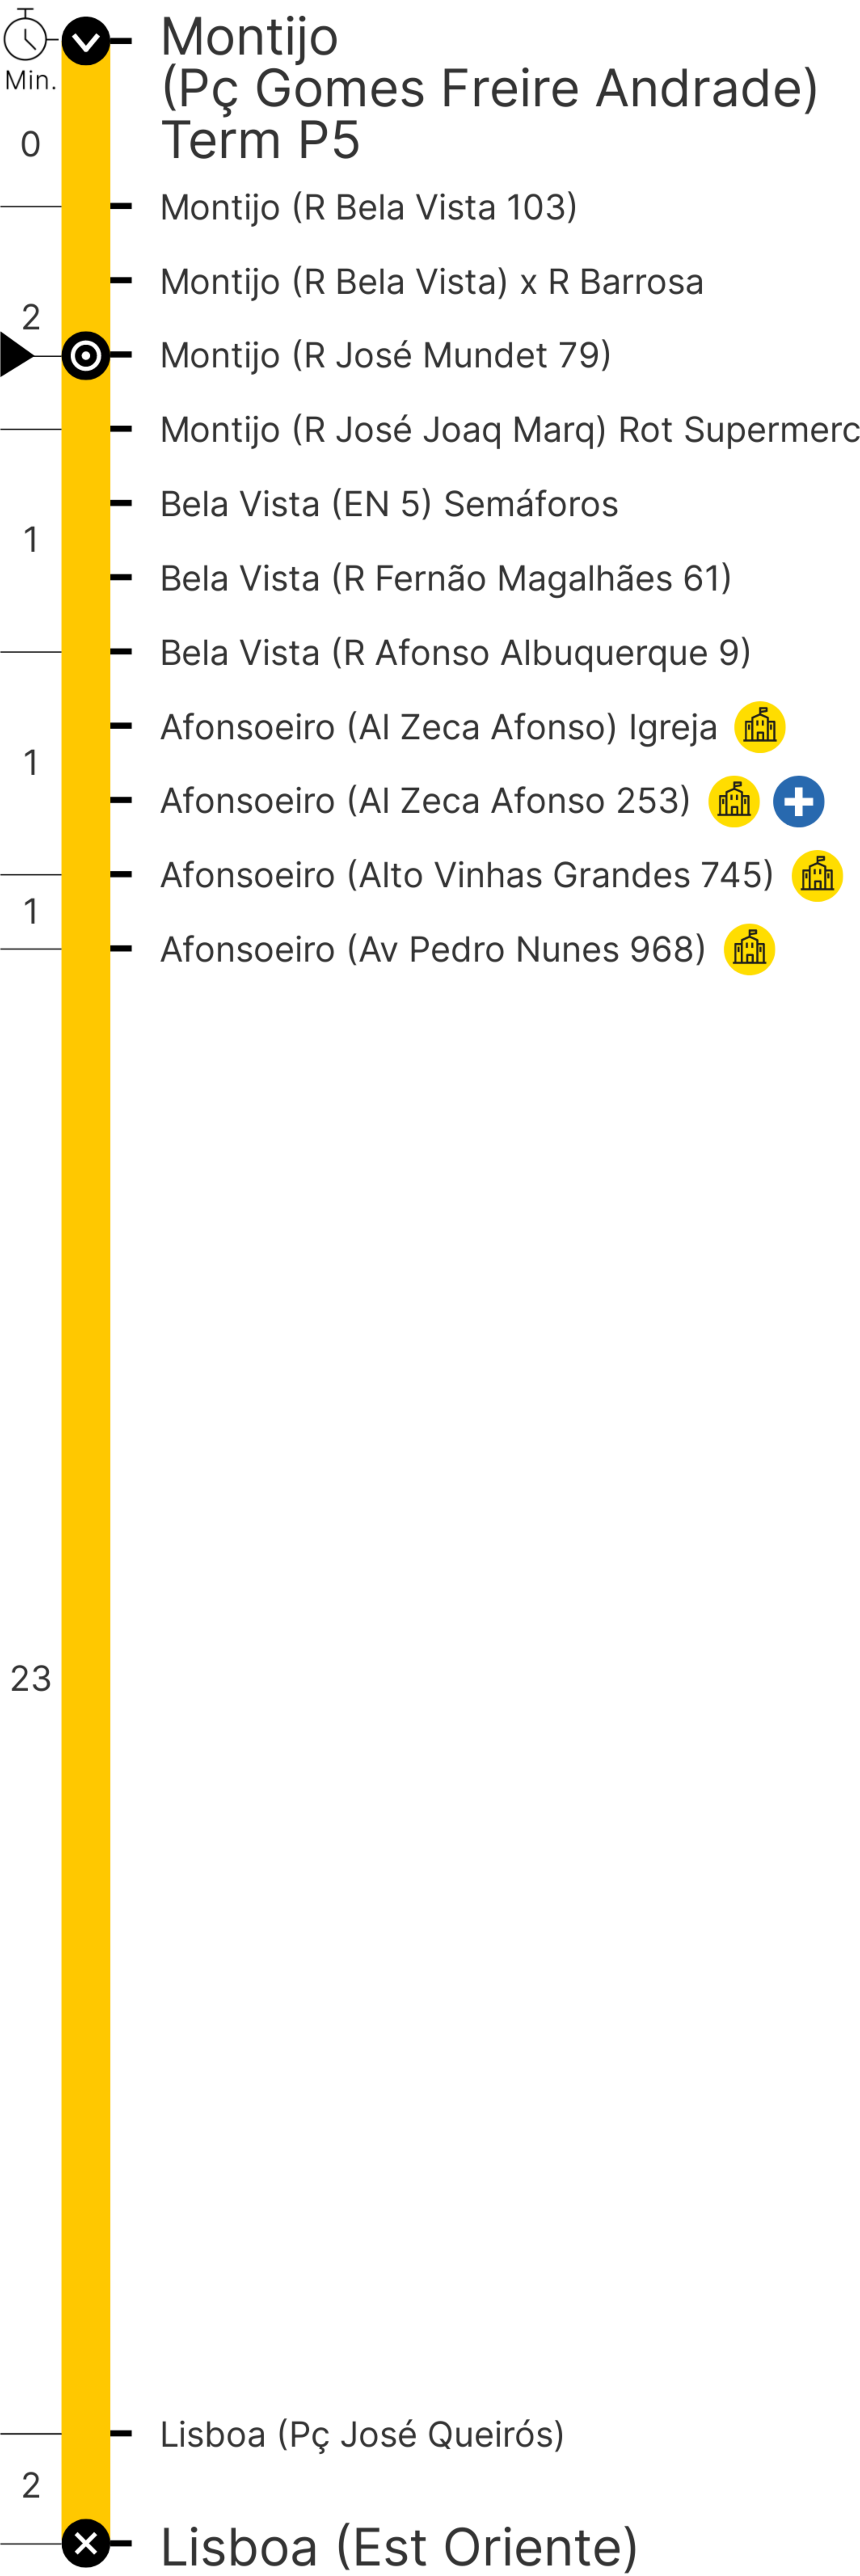 Montijo
(Pç Gomes Freire Andrade)
Term P5
Min.
0
Montijo (R Bela Vista 103)
Montijo (R Bela Vista) x R Barrosa
2
Montijo (R José Mundet 79)
Montijo (R José Joaq Marq) Rot Supermerc
Bela Vista (EN 5) Semáforos
1
Bela Vista (R Fernão Magalhães 61)
Bela Vista (R Afonso Albuquerque 9)
Afonsoeiro (Al Zeca Afonso) Igreja
1
Afonsoeiro (Al Zeca Afonso 253)
Afonsoeiro (Alto Vinhas Grandes 745)
1
Afonsoeiro (Av Pedro Nunes 968)
23
Lisboa (Pç José Queirós)
2
Lisboa (Est Oriente)